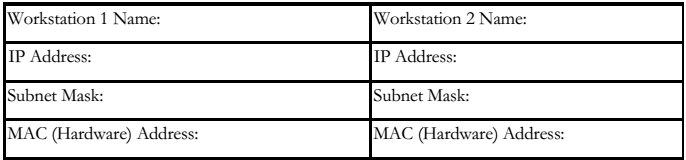 Workstation 1 Name: Workstation 2 Name:
IP Address: IP Address:
Subnet Mask: Subnet Mask:
MAC (Hardware) Address: MAC (Hardware) Address: